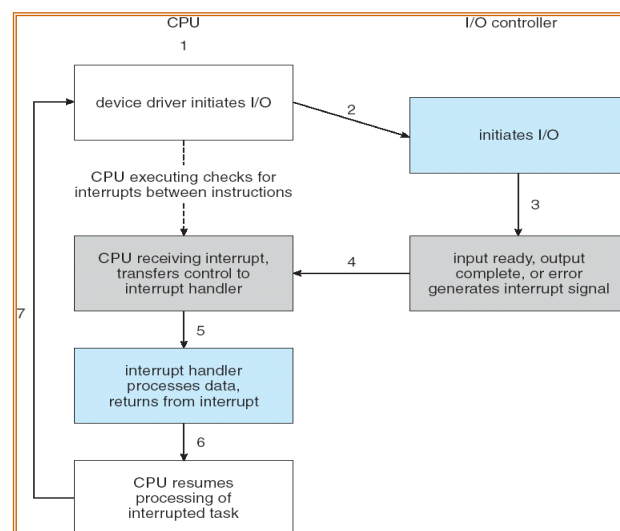 CPU
I/O controller
1
device driver initiates I/O
2
initiates I/O
CPU executing checks for
interrupts between instructions
3
CPU receiving interrupt,
transfers control to
interrupt handler
4
input ready, output
complete, or error
generates interrupt signal
7
5
interrupt handler
processes data,
returns from interrupt
6
CPU resumes
processing of
interrupted task